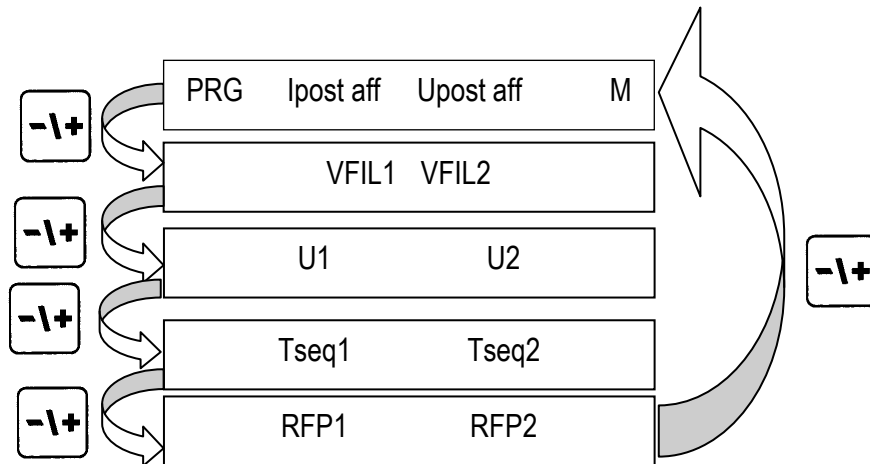 PRG Ipost aff Upost aff M
-\+
VFIL1 VFIL2
-\+
U1 U2
-\+
-\+
Tseq1 Tseq2
-\+
RFP1 RFP2